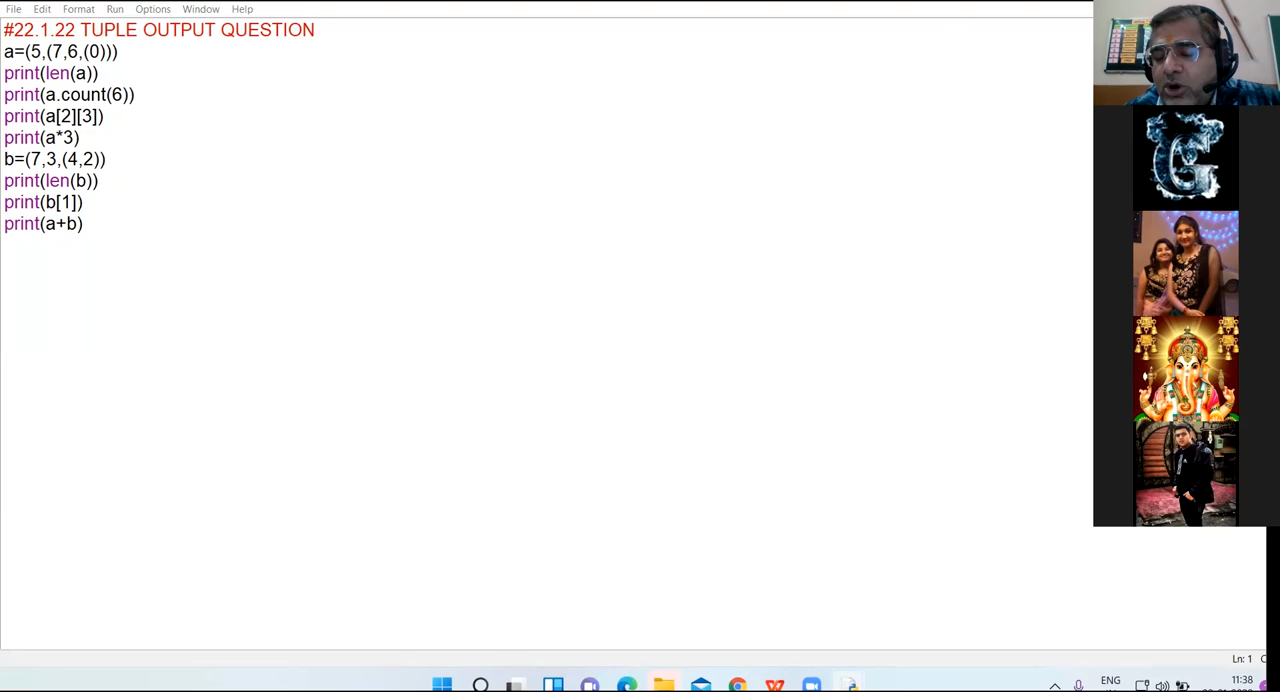 File Edit Format Run Options Window Help
#22.1.22 TUPLE OUTPUT QUESTION
a=(5,(7,6,(0)))
print(len(a))
print(a.count(6))
print(a[2][3])
print(a*3)
b=(7,3,(4,2))
print(len(b))
print(b[1])
print(a+b)
Ln: 1
ENG 11:38